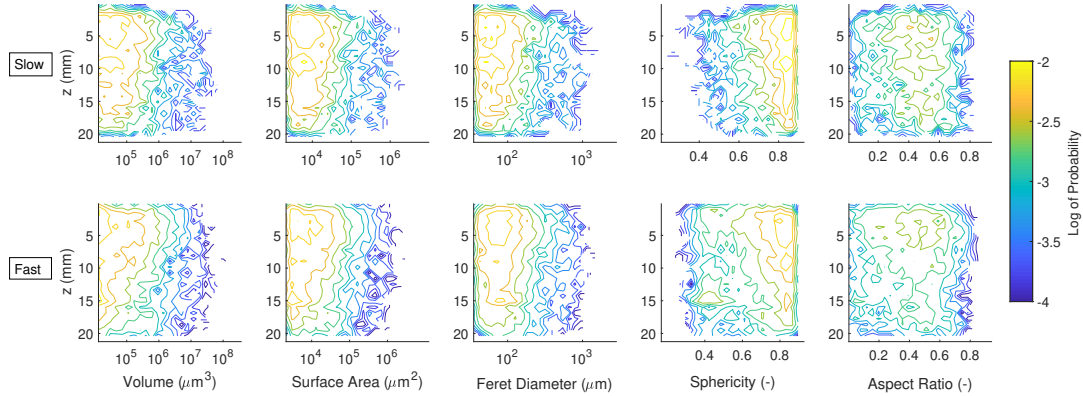 5
10
15
20
z (mm)
Slow
10^5 10^6 10^7 10^8
10^4 10^5 10^6
10^2 10^3
0.4 0.6 0.8
0.2 0.4 0.6 0.8
5
10
15
20
z (mm)
Fast
10^5 10^6 10^7 10^8
10^4 10^5 10^6
10^2 10^3
0.4 0.6 0.8
0.2 0.4 0.6 0.8
Volume (μm^3)
Surface Area (μm^2)
Feret Diameter (μm)
Sphericity (-)
Aspect Ratio (-)
-2
-2.5
-3
-3.5
-4
Log of Probability